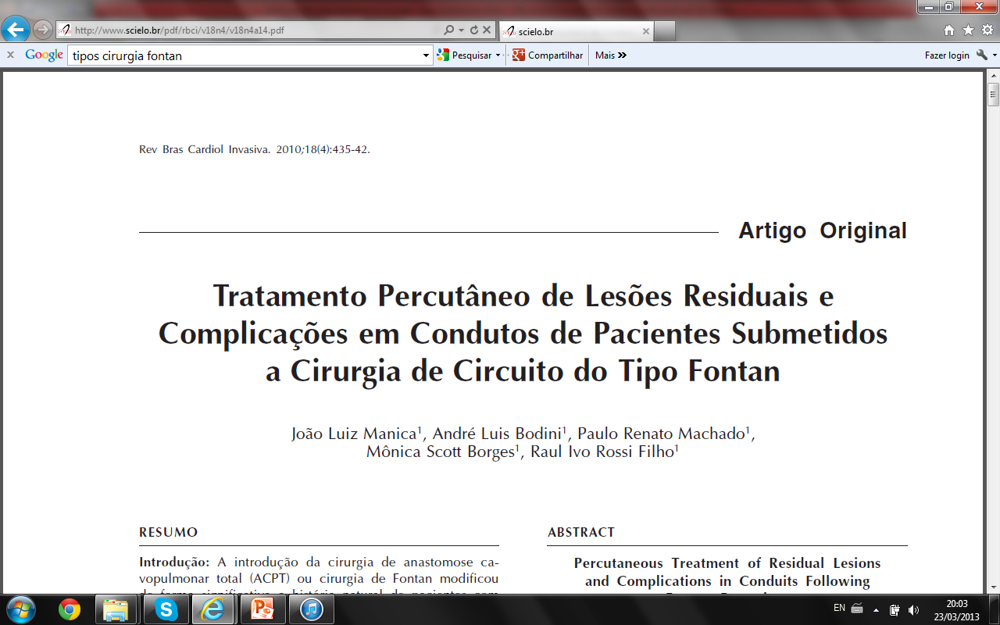 http://www.scielo.br/pdf/rbci/v18n4/v18n4a14.pdf
scielo.br
x Google tipos cirurgia fontan Pesquisar Compartilhar Mais Fazer login
Rev Bras Cardiol Invasiva. 2010;18(4):435-42.
Artigo Original
Tratamento Percutâneo de Lesões Residuais e
Complicações em Condutos de Pacientes Submetidos
a Cirurgia de Circuito do Tipo Fontan
João Luiz Manica¹, André Luis Bodini¹, Paulo Renato Machado¹,
Mônica Scott Borges¹, Raul Ivo Rossi Filho¹
RESUMO
Introdução: A introdução da cirurgia de anastomose ca-
vopulmonar total (ACPT) ou cirurgia de Fontan modificou
ABSTRACT
Percutaneous Treatment of Residual Lesions
and Complications in Conduits Following
EN
20:03
23/03/2013